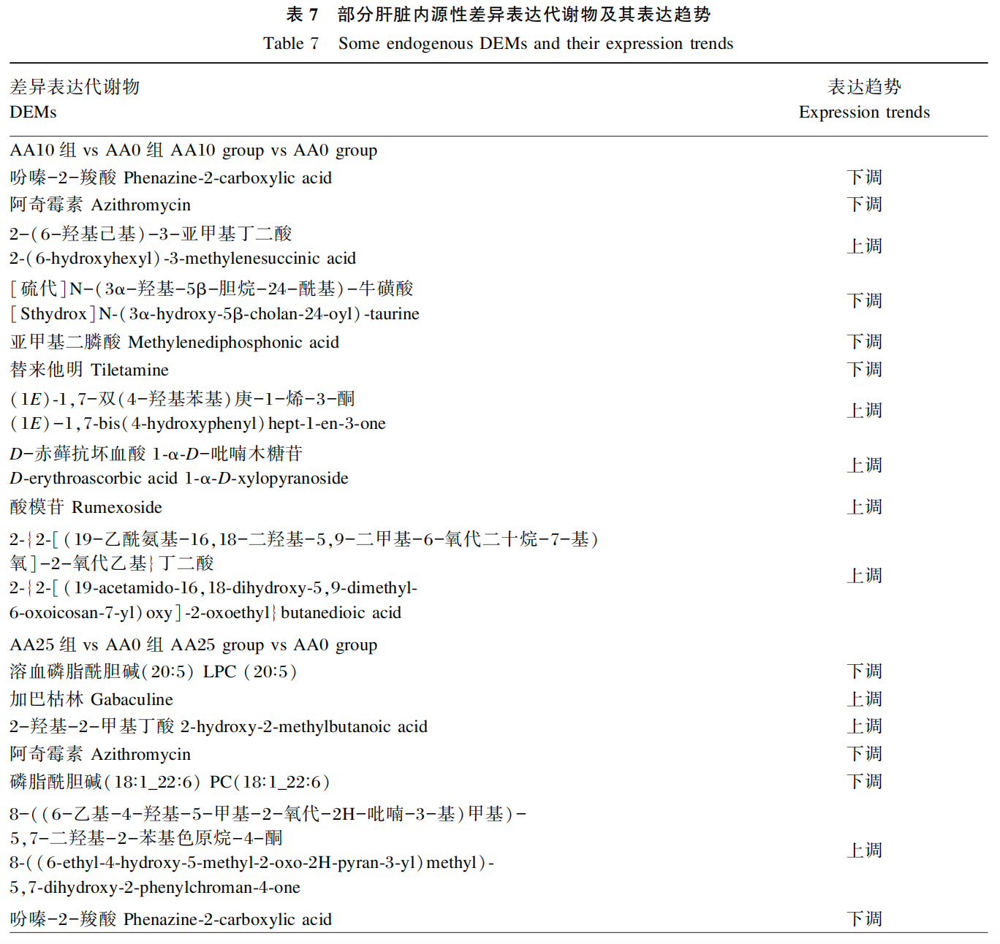 表 7 部分肝脏内源性差异表达代谢物及其表达趋势
Table 7 Some endogenous DEMs and their expression trends
差异表达代谢物 表达趋势
DEMs Expression trends
AA10 组 vs AA0 组 AA10 group vs AA0 group
吩嗪-2-羧酸 Phenazine-2-carboxylic acid 下调
阿奇霉素 Azithromycin 下调
2-(6-羟基己基)-3-亚甲基丁二酸
2-(6-hydroxyhexyl)-3-methylenesuccinic acid 上调
[硫代]N-(3α-羟基-5β-胆烷-24-酰基)-牛磺酸
[Sthydrox]N-(3α-hydroxy-5β-cholan-24-oyl)-taurine 下调
亚甲基二膦酸 Methylenediphosphonic acid 下调
替来他明 Tiletamine 下调
(1E)-1,7-双(4-羟基苯基)庚-1-烯-3-酮
(1E)-1,7-bis(4-hydroxyphenyl)hept-1-en-3-one 上调
D-赤藓抗坏血酸 1-α-D-吡喃木糖苷
D-erythroascorbic acid 1-α-D-xylopyranoside 上调
酸模苷 Rumexoside 上调
2-{2-[(19-乙酰氨基-16,18-二羟基-5,9-二甲基-6-氧代二十烷-7-基)
氧]-2-氧代乙基}丁二酸
2-{2-[(19-acetamido-16,18-dihydroxy-5,9-dimethyl-
6-oxoicosan-7-yl)oxy]-2-oxoethyl}butanedioic acid 上调
AA25 组 vs AA0 组 AA25 group vs AA0 group
溶血磷脂酰胆碱(20:5) LPC (20:5) 下调
加巴枯林 Gabaculine 上调
2-羟基-2-甲基丁酸 2-hydroxy-2-methylbutanoic acid 上调
阿奇霉素 Azithromycin 下调
磷脂酰胆碱(18:1_22:6) PC(18:1_22:6) 下调
8-((6-乙基-4-羟基-5-甲基-2-氧代-2H-吡喃-3-基)甲基)-
5,7-二羟基-2-苯基色原烷-4-酮
8-((6-ethyl-4-hydroxy-5-methyl-2-oxo-2H-pyran-3-yl)methyl)-
5,7-dihydroxy-2-phenylchroman-4-one 上调
吩嗪-2-羧酸 Phenazine-2-carboxylic acid 下调